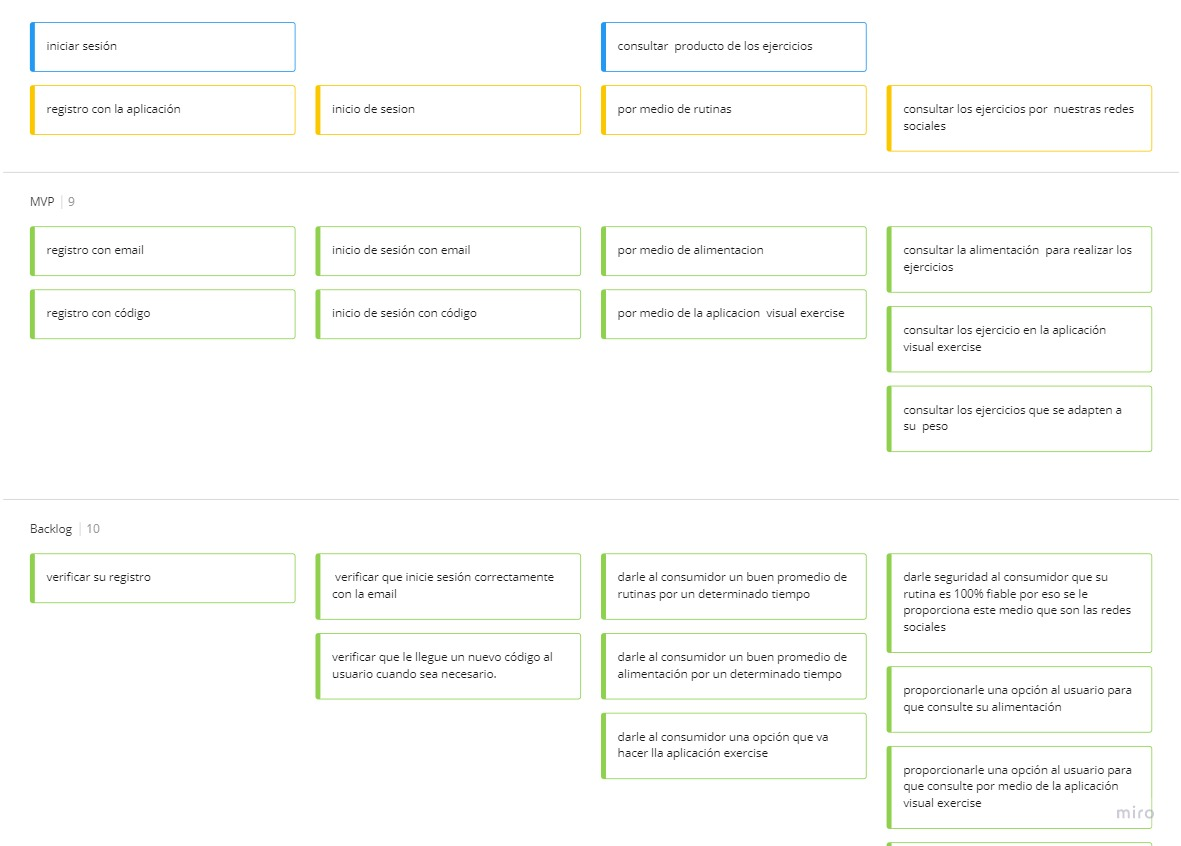 iniciar sesión
consultar producto de los ejercicios
registro con la aplicación
inicio de sesion
por medio de rutinas
consultar los ejercicios por nuestras redes
sociales
MVP | 9
registro con email
inicio de sesión con email
por medio de alimentacion
consultar la alimentación para realizar los
ejercicios
registro con código
inicio de sesión con código
por medio de la aplicacion visual exercise
consultar los ejercicio en la aplicación
visual exercise
consultar los ejercicios que se adapten a
su peso
Backlog | 10
verificar su registro
verificar que inicie sesión correctamente
con la email
darle al consumidor un buen promedio de
rutinas por un determinado tiempo
darle seguridad al consumidor que su
rutina es 100% fiable por eso se le
proporciona este medio que son las redes
sociales
verificar que le llegue un nuevo código al
usuario cuando sea necesario.
darle al consumidor un buen promedio de
alimentación por un determinado tiempo
proporcionarle una opción al usuario para
que consulte su alimentación
darle al consumidor una opción que va
hacer lla aplicación exercise
proporcionarle una opción al usuario para
que consulte por medio de la aplicación
visual exercise
miro